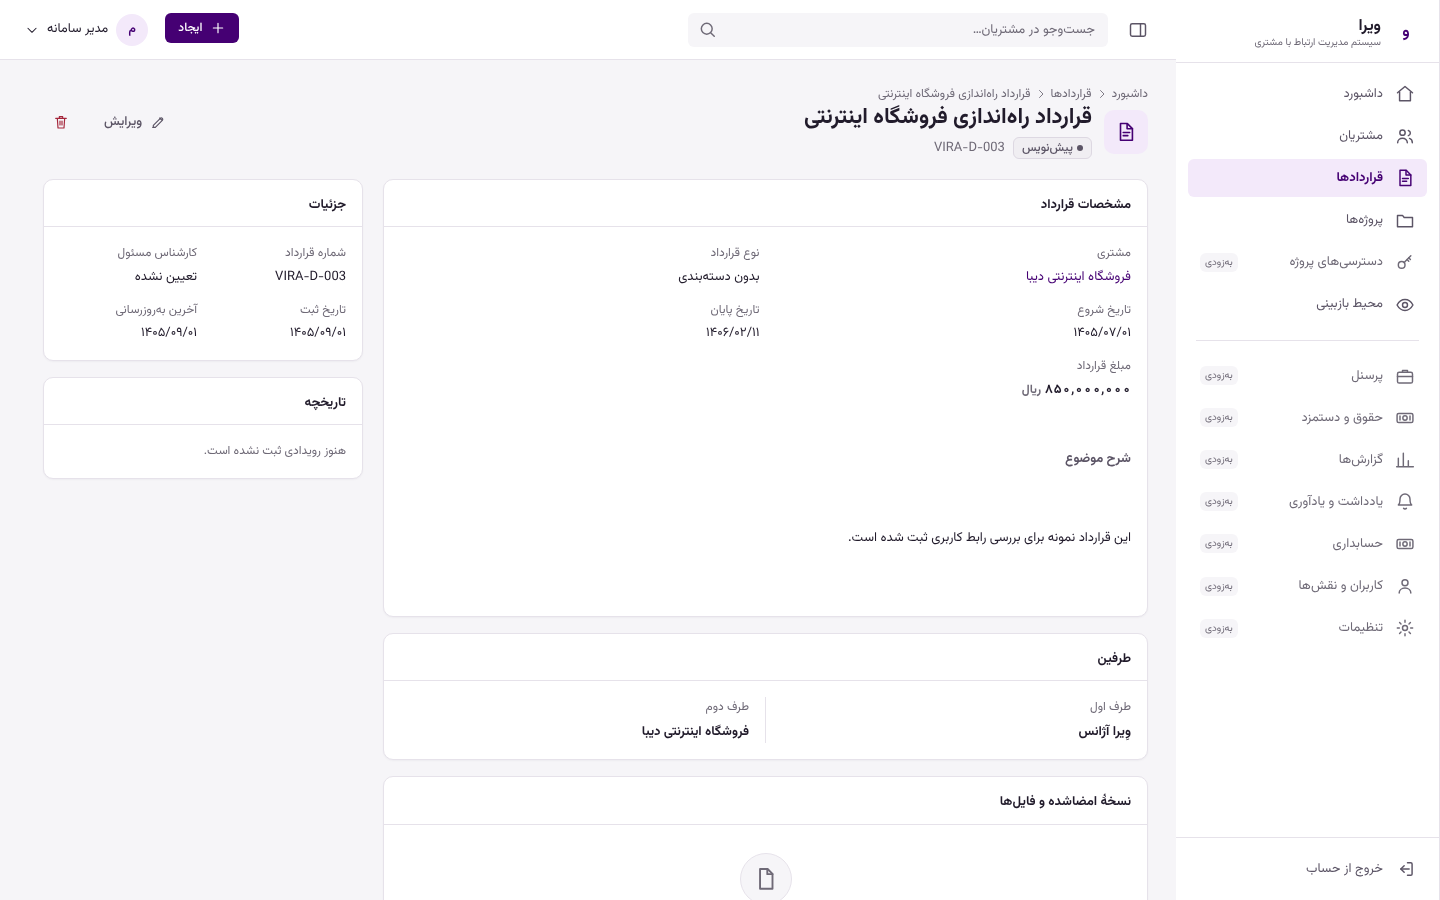 و
ویرا
سیستم مدیریت ارتباط با مشتری
داشبورد
مشتریان
قراردادها
پروژه‌ها
دسترسی‌های پروژه
به‌زودی
محیط بازبینی
پرسنل
به‌زودی
حقوق و دستمزد
به‌زودی
گزارش‌ها
به‌زودی
یادداشت و یادآوری
به‌زودی
حسابداری
به‌زودی
کاربران و نقش‌ها
به‌زودی
تنظیمات
به‌زودی
خروج از حساب
جست‌وجو در مشتریان...
ایجاد
م
مدیر سامانه
داشبورد
قراردادها
قرارداد راه‌اندازی فروشگاه اینترنتی
قرارداد راه‌اندازی فروشگاه اینترنتی
پیش‌نویس
VIRA-D-003
ویرایش
مشخصات قرارداد
مشتری
فروشگاه اینترنتی دیبا
نوع قرارداد
بدون دسته‌بندی
تاریخ شروع
۱۴۰۵/۰۷/۰۱
تاریخ پایان
۱۴۰۶/۰۲/۱۱
مبلغ قرارداد
۸۵۰,۰۰۰,۰۰۰ ریال
شرح موضوع
این قرارداد نمونه برای بررسی رابط کاربری ثبت شده است.
طرفین
طرف اول
وِیرا آژانس
طرف دوم
فروشگاه اینترنتی دیبا
نسخهٔ امضاشده و فایل‌ها
جزئیات
شماره قرارداد
VIRA-D-003
کارشناس مسئول
تعیین نشده
تاریخ ثبت
۱۴۰۵/۰۹/۰۱
آخرین به‌روزرسانی
۱۴۰۵/۰۹/۰۱
تاریخچه
هنوز رویدادی ثبت نشده است.